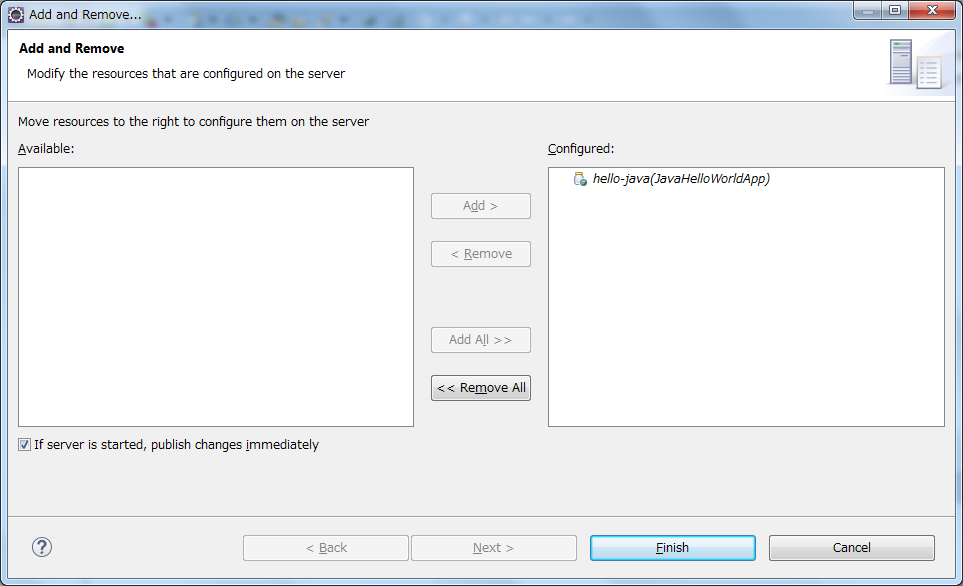 Add and Remove...
Add and Remove
Modify the resources that are configured on the server
Move resources to the right to configure them on the server
Available:
Configured:
hello-java(JavaHelloWorldApp)
Add >
< Remove
Add All >>
<< Remove All
If server is started, publish changes immediately
?
< Back
Next >
Finish
Cancel